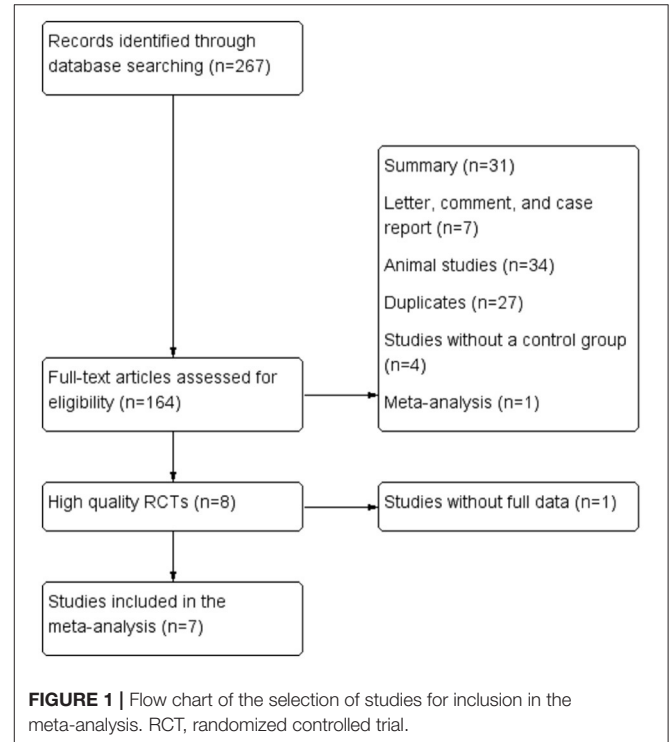 Records identified through
database searching (n=267)
Summary (n=31)
Letter, comment, and case
report (n=7)
Animal studies (n=34)
Duplicates (n=27)
Studies without a control group
(n=4)
Meta-analysis (n=1)
Full-text articles assessed for
eligibility (n=164)
High quality RCTs (n=8)
Studies without full data (n=1)
Studies included in the
meta-analysis (n=7)
FIGURE 1 | Flow chart of the selection of studies for inclusion in the
meta-analysis. RCT, randomized controlled trial.